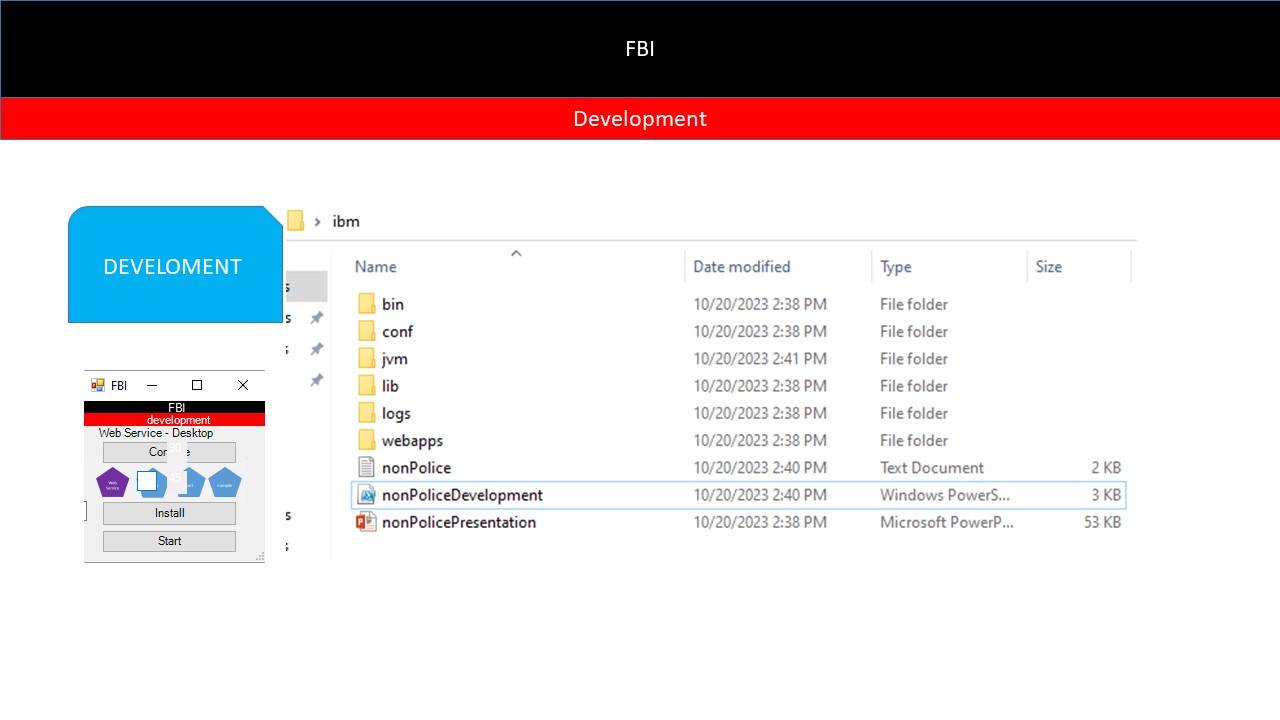 FBI
Development
DEVELOMENT
ibm
Name Date modified Type Size
bin 10/20/2023 2:38 PM File folder
conf 10/20/2023 2:38 PM File folder
jvm 10/20/2023 2:41 PM File folder
lib 10/20/2023 2:38 PM File folder
logs 10/20/2023 2:38 PM File folder
webapps 10/20/2023 2:38 PM File folder
nonPolice 10/20/2023 2:40 PM Text Document 2 KB
nonPoliceDevelopment 10/20/2023 2:40 PM Windows PowerS... 3 KB
nonPolicePresentation 10/20/2023 2:38 PM Microsoft PowerP... 53 KB
FBI
FBI
development
Web Service - Desktop
Web
Service
Compile
Install
Start